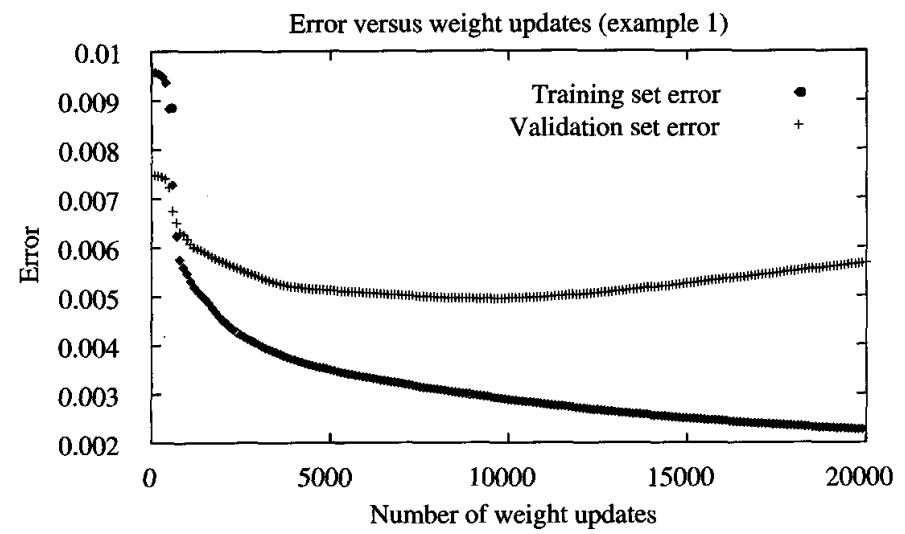 Error versus weight updates (example 1)
0.01
0.009
0.008
0.007
0.006
0.005
0.004
0.003
0.002
Error
Training set error
Validation set error
0 5000 10000 15000 20000
Number of weight updates